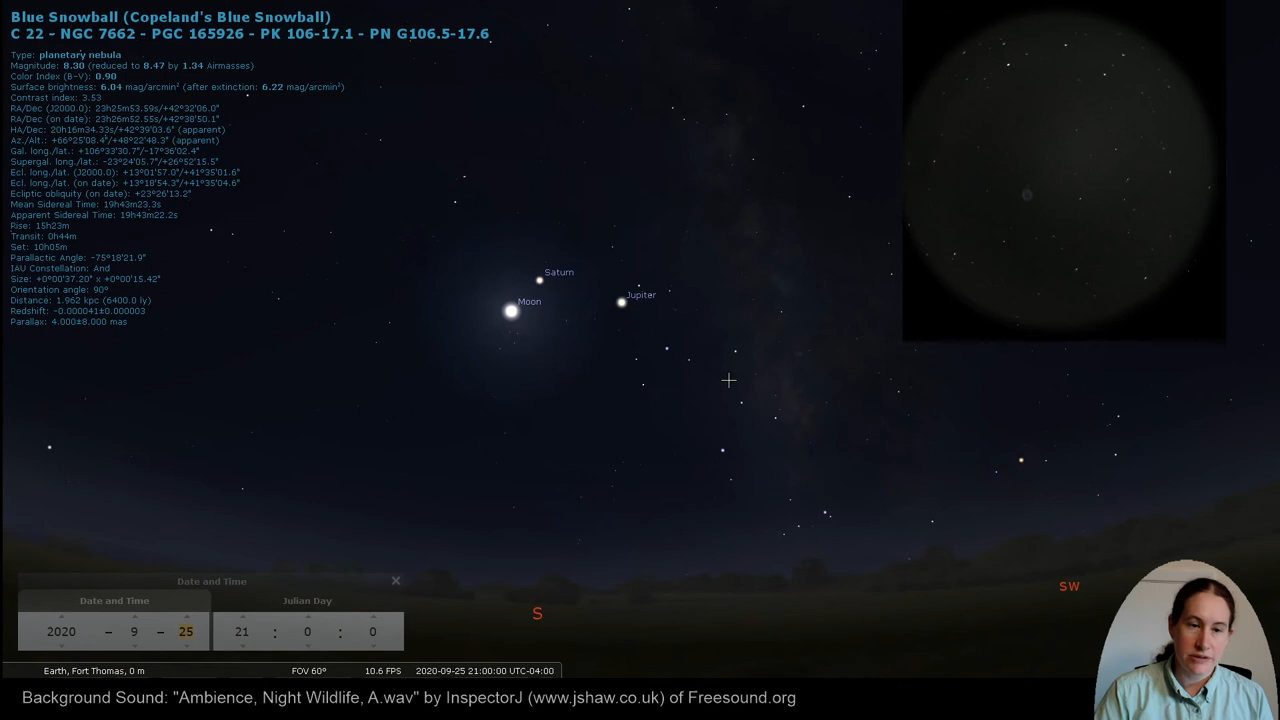 Blue Snowball (Copeland's Blue Snowball)
C 22 - NGC 7662 - PGC 165926 - PK 106-17.1 - PN G106.5-17.6
Type: planetary nebula
Magnitude: 8.30 (reduced to 8.47 by 1.34 Airmasses)
Color Index (B-V): 0.90
Surface brightness: 6.04 mag/arcmin² (after extinction: 6.22 mag/arcmin²)
Contrast index: 3.53
RA/Dec (J2000.0): 23h25m53.59s/+42°32'06.0"
RA/Dec (on date): 23h26m52.55s/+42°38'50.1"
HA/Dec: 20h16m34.33s/+42°39'03.6" (apparent)
Az./Alt.: +66°25'08.4"/+48°22'48.3" (apparent)
Gal. long./lat.: +106°33'30.7"/-17°36'02.4"
Supergal. long./lat.: -23°24'05.7"/+26°52'15.5"
Ecl. long./lat. (J2000.0): +13°01'57.0"/+41°35'01.6"
Ecl. long./lat. (on date): +13°18'54.3"/+41°35'04.6"
Ecliptic obliquity (on date): +23°26'13.2"
Mean Sidereal Time: 19h43m23.3s
Apparent Sidereal Time: 19h43m22.2s
Rise: 15h23m
Transit: 0h44m
Set: 10h05m
Parallactic Angle: -75°18'21.9"
IAU Constellation: And
Size: +0°00'37.20" x +0°00'15.42"
Orientation angle: 90°
Distance: 1.962 kpc (6400.0 ly)
Redshift: -0.000041±0.000003
Parallax: 4.000±8.000 mas
Saturn
Moon
Jupiter
S
SW
Date and Time
Date and Time
Julian Day
2020 - 9 - 25
21 : 0 : 0
Earth, Fort Thomas, 0 m
FOV 60°
10.6 FPS
2020-09-25 21:00:00 UTC-04:00
Background Sound: "Ambience, Night Wildlife, A.wav" by InspectorJ (www.jshaw.co.uk) of Freesound.org